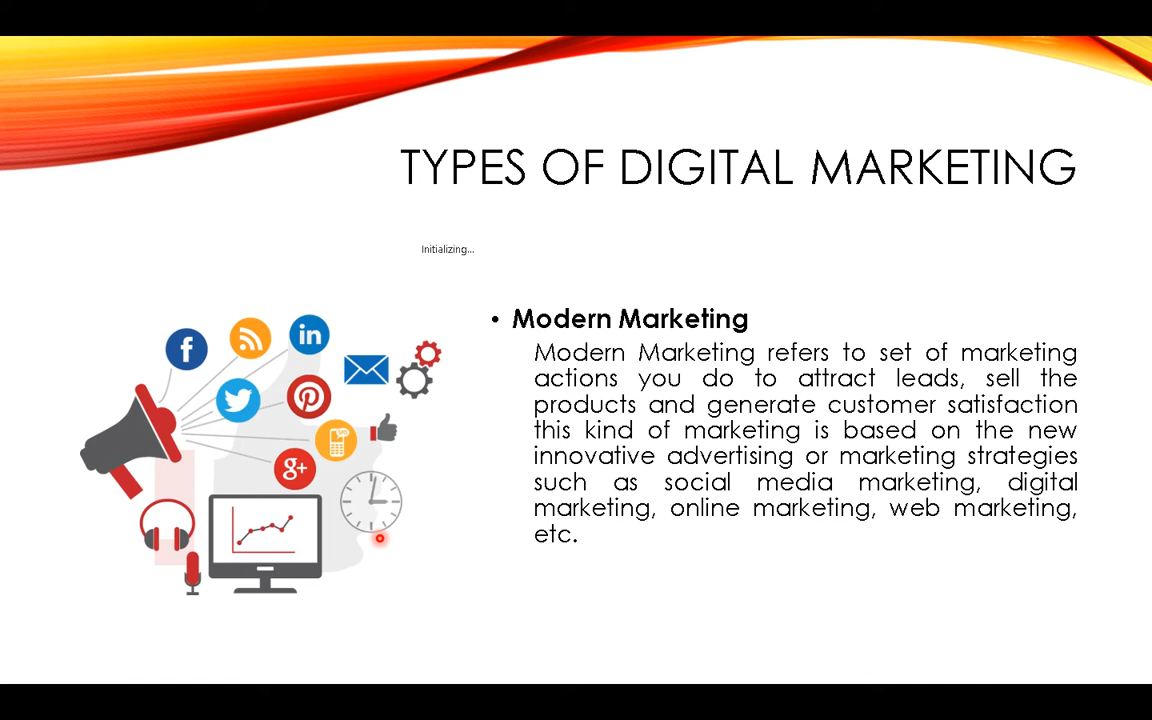 TYPES OF DIGITAL MARKETING
Initializing...
• Modern Marketing
Modern Marketing refers to set of marketing
actions you do to attract leads, sell the
products and generate customer satisfaction
this kind of marketing is based on the new
innovative advertising or marketing strategies
such as social media marketing, digital
marketing, online marketing, web marketing,
etc.
f
in
g+